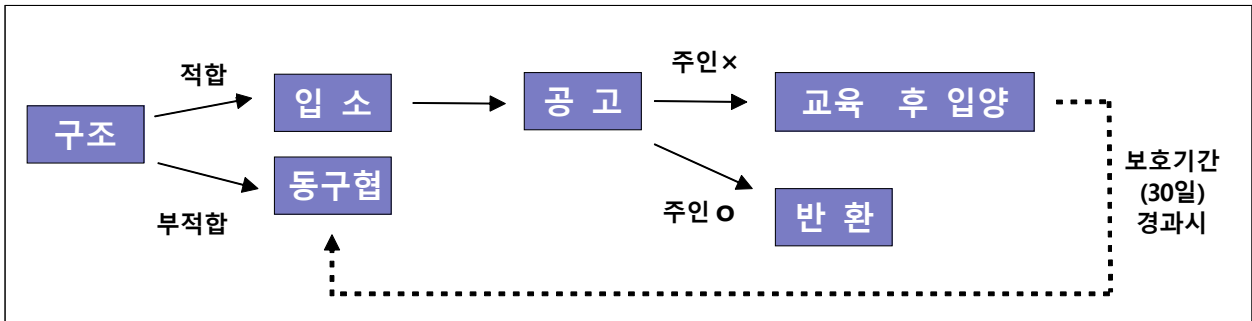 구조
적합
부적합
입 소
동구협
공 고
주인×
주인 O
교육 후 입양
반 환
보호기간
(30일)
경과시